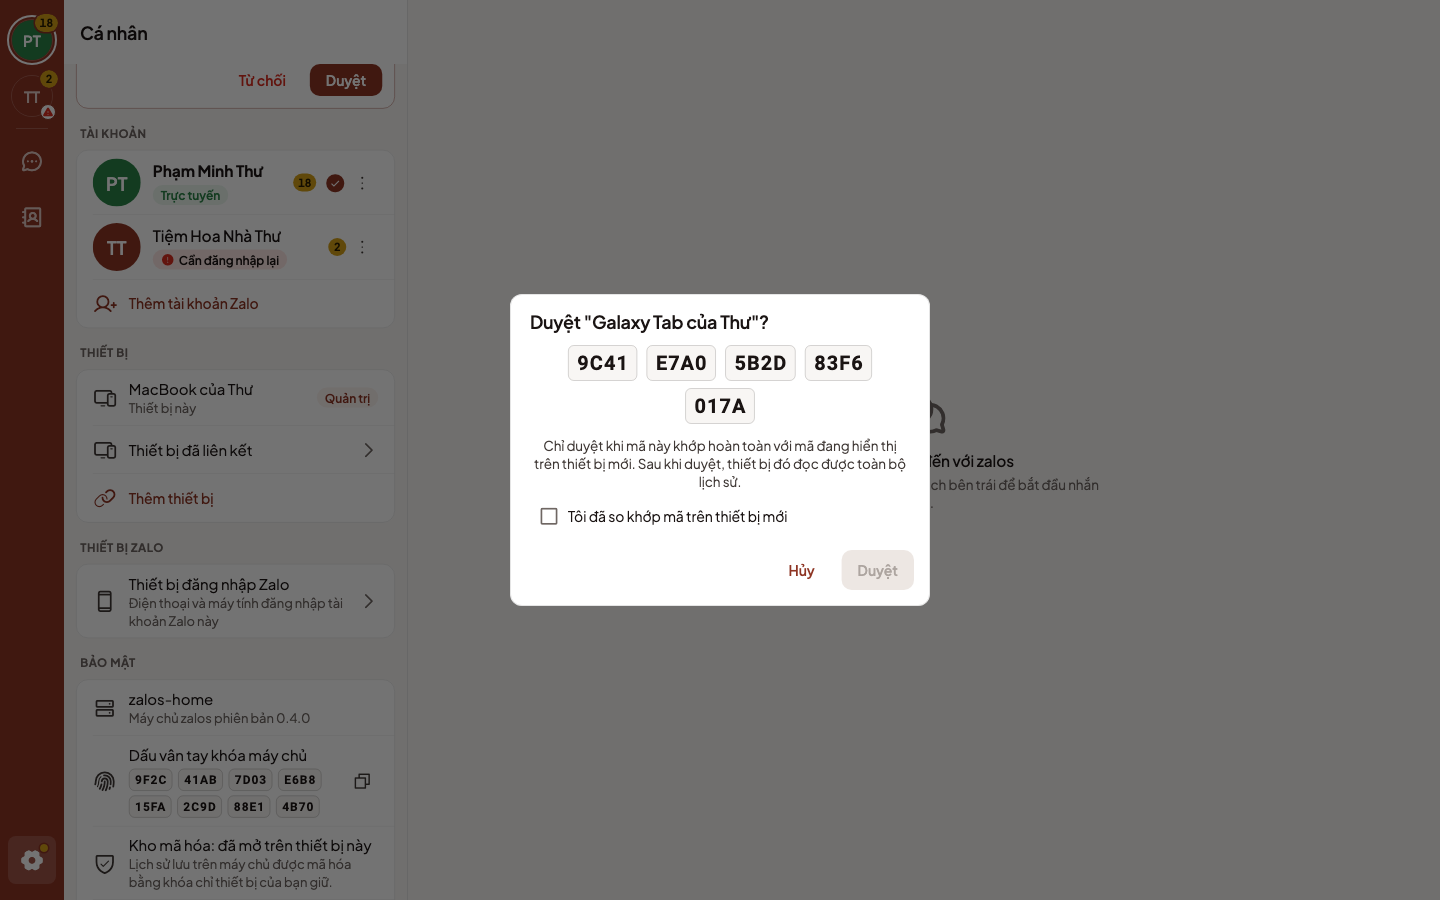 18
PT
2
TT
Cá nhân
Từ chối
Duyệt
TÀI KHOẢN
PT
Phạm Minh Thư
Trực tuyến
18
TT
Tiệm Hoa Nhà Thư
Cần đăng nhập lại
2
Thêm tài khoản Zalo
THIẾT BỊ
MacBook của Thư
Thiết bị này
Quản trị
Thiết bị đã liên kết
Thêm thiết bị
THIẾT BỊ ZALO
Thiết bị đăng nhập Zalo
Điện thoại và máy tính đăng nhập tài
khoản Zalo này
BẢO MẬT
zalos-home
Máy chủ zalos phiên bản 0.4.0
Dấu vân tay khóa máy chủ
9F2C 41AB 7D03 E6B8
15FA 2C9D 88E1 4B70
Kho mã hóa: đã mở trên thiết bị này
Lịch sử lưu trên máy chủ được mã hóa
bằng khóa chỉ thiết bị của bạn giữ.
Duyệt "Galaxy Tab của Thư"?
9C41 E7A0 5B2D 83F6
017A
Chỉ duyệt khi mã này khớp hoàn toàn với mã đang hiển thị
trên thiết bị mới. Sau khi duyệt, thiết bị đó đọc được toàn bộ
lịch sử.
Tôi đã so khớp mã trên thiết bị mới
Hủy
Duyệt
đến với zalos
ch bên trái để bắt đầu nhắn